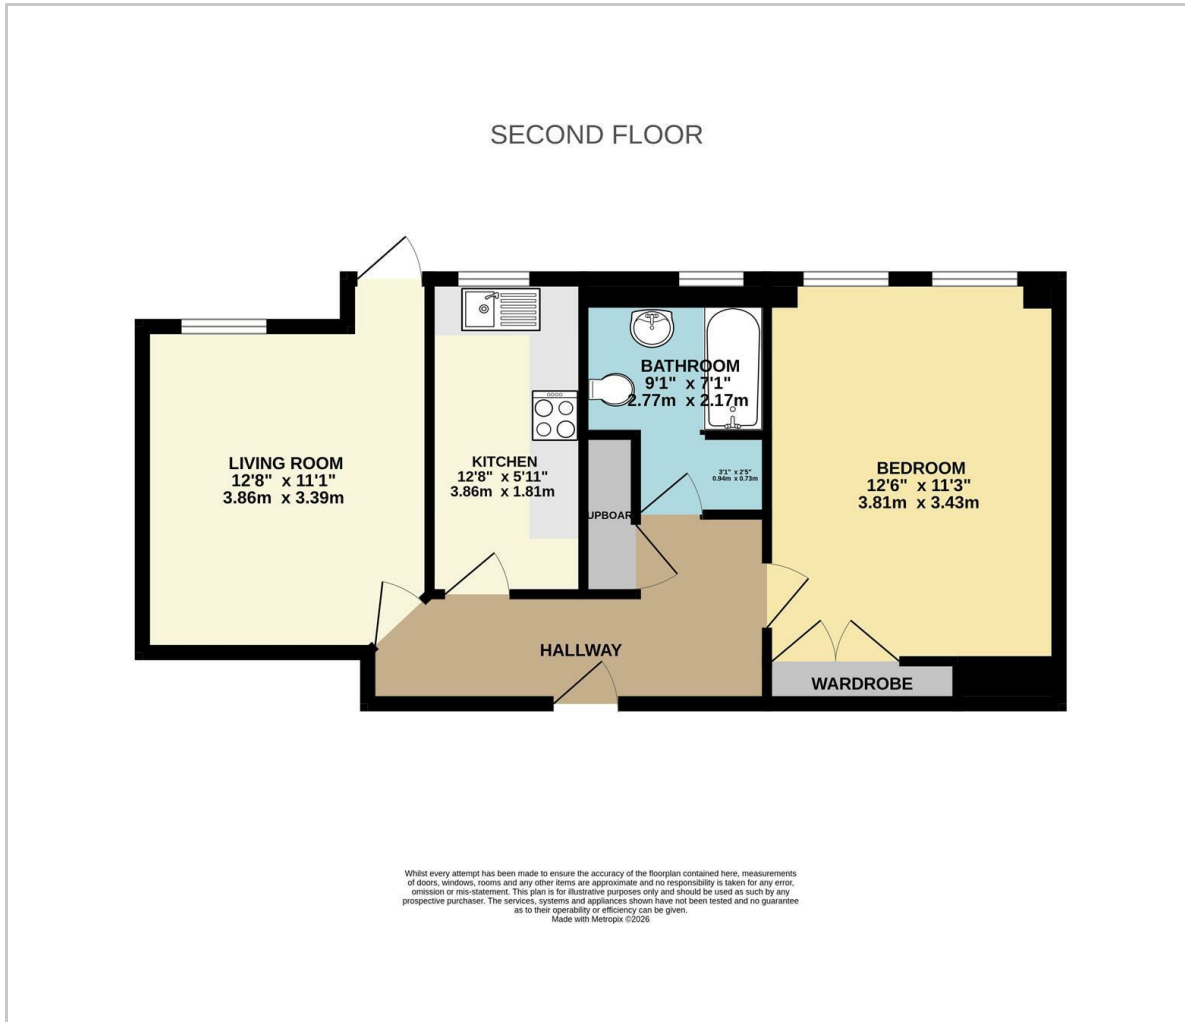 SECOND FLOOR
LIVING ROOM
12'8" x 11'1"
3.86m x 3.39m
KITCHEN
12'8" x 5'11"
3.86m x 1.81m
BATHROOM
9'1" x 7'1"
2.77m x 2.17m
3'1" x 2'5"
0.94m x 0.73m
UPBOAR
BEDROOM
12'6" x 11'3"
3.81m x 3.43m
HALLWAY
WARDROBE
Whilst every attempt has been made to ensure the accuracy of the floorplan contained here, measurements
of doors, windows, rooms and any other items are approximate and no responsibility is taken for any error,
omission or mis-statement. This plan is for illustrative purposes only and should be used as such by any
prospective purchaser. The services, systems and appliances shown have not been tested and no guarantee
as to their operability or efficiency can be given.
Made with Metropix ©2026